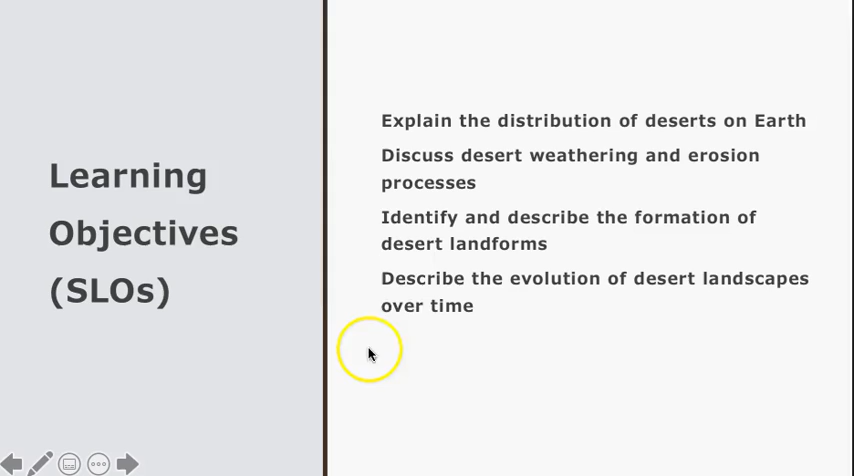 Learning
Objectives
(SLOs)
Explain the distribution of deserts on Earth
Discuss desert weathering and erosion
processes
Identify and describe the formation of
desert landforms
Describe the evolution of desert landscapes
over time